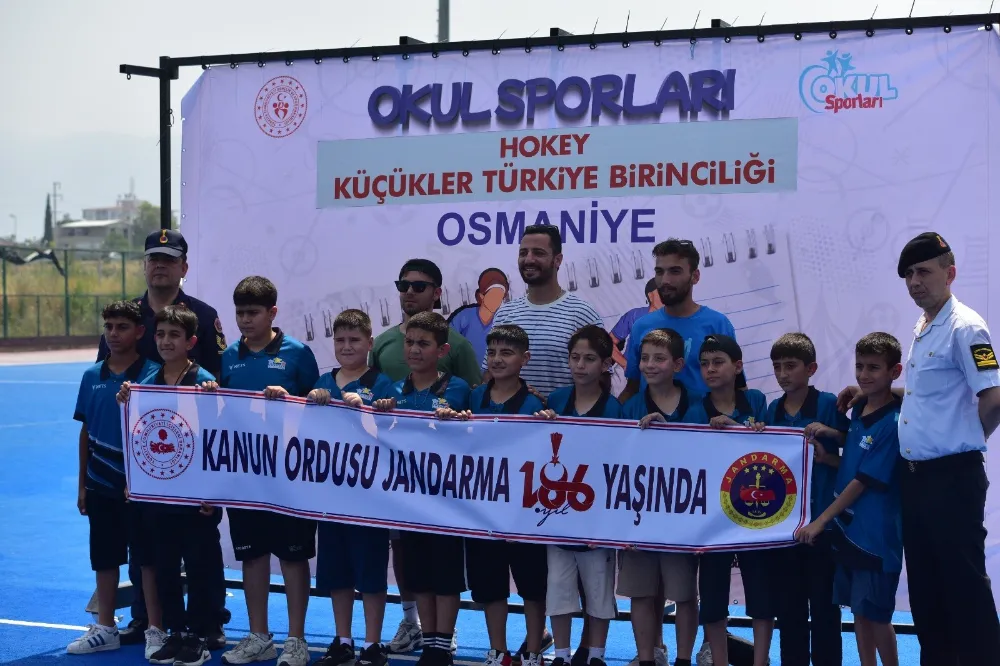 OKUL SPORLARI
OKUL
Sporları
HOKEY
KÜÇÜKLER TÜRKİYE BİRİNCİLİĞİ
OSMANİYE
KANUN ORDUSU JANDARMA 186 YAŞINDA
.yıl
JANDARMA